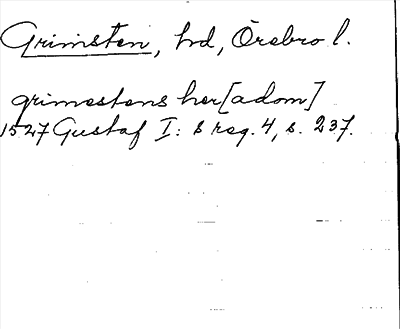 Grimsten, hd, Örebro l.
grimestens her[adom]
1527 Gustaf I:s reg. 4, s. 237.